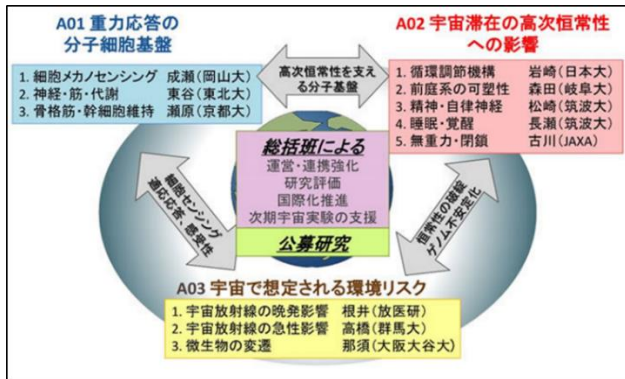 A01 重力応答の
分子細胞基盤
1. 細胞メカノセンシング 成瀬(岡山大)
2. 神経・筋・代謝 東谷(東北大)
3. 骨格筋・幹細胞維持 瀬原(京都大)
高次恒常性を支え
る分子基盤
A02 宇宙滞在の高次恒常性
への影響
1. 循環調節機構 岩崎(日本大)
2. 前庭系の可塑性 森田(岐阜大)
3. 精神・自律神経 松崎(筑波大)
4. 睡眠・覚醒 長瀬(筑波大)
5. 無重力・閉鎖 古川(JAXA)
総括班による
運営・連携強化
研究評価
国際化推進
次期宇宙実験の支援
公募研究
細胞センシング
適応応答、感受性
恒常性の破綻
ゲノム不安定化
A03 宇宙で想定される環境リスク
1. 宇宙放射線の晩発影響 根井(放医研)
2. 宇宙放射線の急性影響 高橋(群馬大)
3. 微生物の変遷 那須(大阪大谷大)